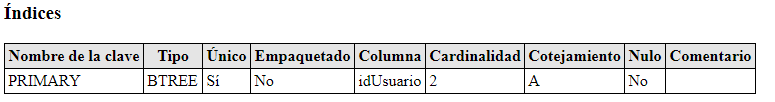 Índices
Nombre de la clave Tipo Único Empaquetado Columna Cardinalidad Cotejamiento Nulo Comentario
PRIMARY BTREE Sí No idUsuario 2 A No